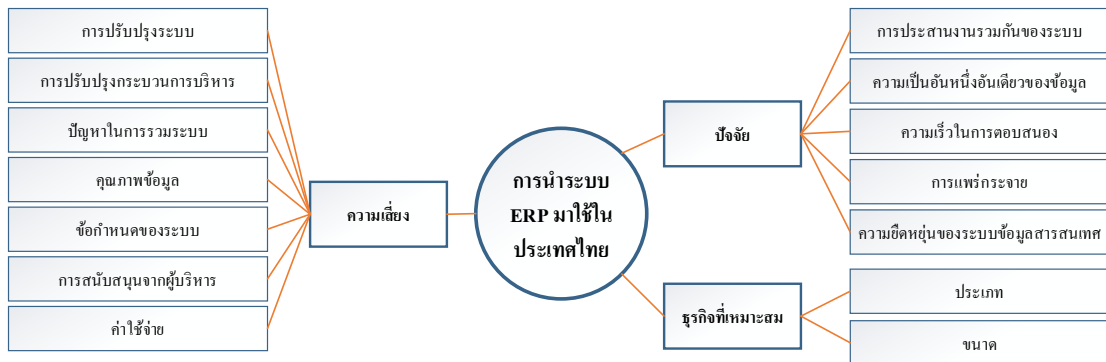 การปรับปรุงระบบ
การปรับปรุงกระบวนการบริหาร
ปัญหาในการรวมระบบ
คุณภาพข้อมูล
ข้อกำหนดของระบบ
การสนับสนุนจากผู้บริหาร
ค่าใช้จ่าย
ความเสี่ยง
การนำระบบ
ERP มาใช้ใน
ประเทศไทย
ปัจจัย
การประสานงานรวมกันของระบบ
ความเป็นอันหนึ่งอันเดียวของข้อมูล
ความเร็วในการตอบสนอง
การแพร่กระจาย
ความยืดหยุ่นของระบบข้อมูลสารสนเทศ
ธุรกิจที่เหมาะสม
ประเภท
ขนาด